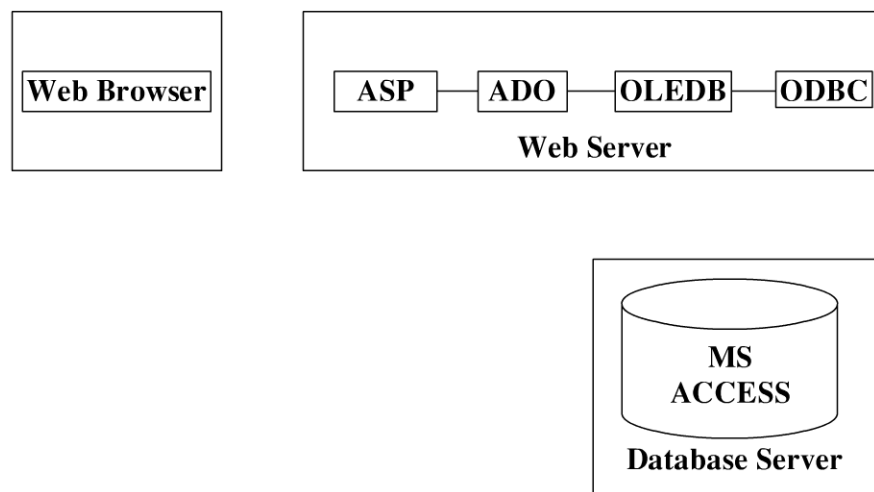 Web Browser
ASP
ADO
OLEDB
ODBC
Web Server
MS
ACCESS
Database Server